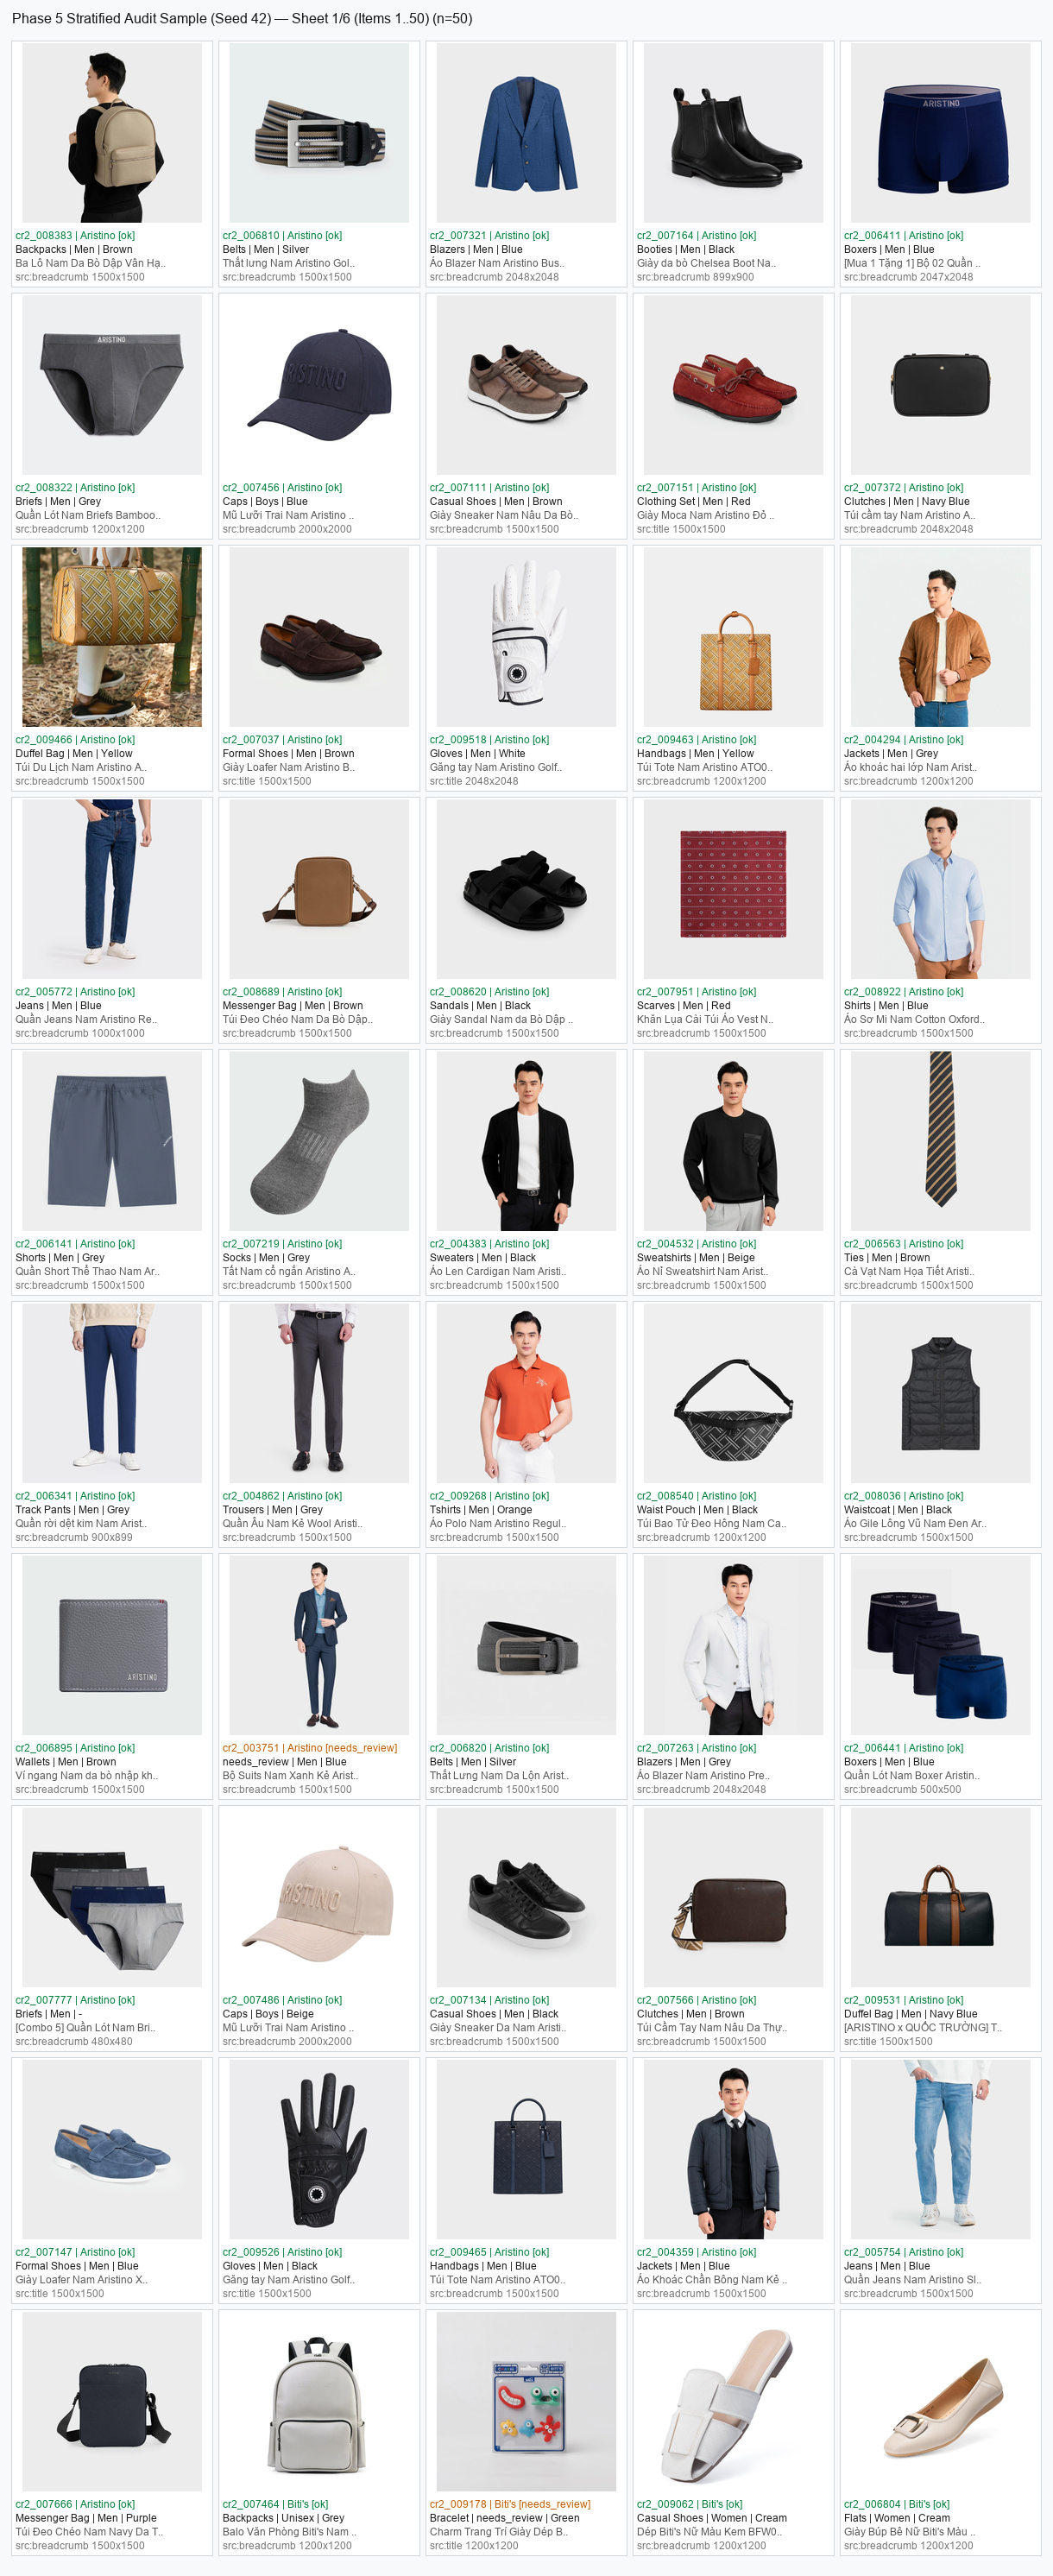 Phase 5 Stratified Audit Sample (Seed 42) — Sheet 1/6 (Items 1..50) (n=50)
cr2_008383 | Aristino [ok]
Backpacks | Men | Brown
Ba Lô Nam Da Bò Dập Vân Hạ..
src:breadcrumb 1500x1500
cr2_006810 | Aristino [ok]
Belts | Men | Silver
Thắt lưng Nam Aristino Gol..
src:breadcrumb 1500x1500
cr2_007321 | Aristino [ok]
Blazers | Men | Blue
Áo Blazer Nam Aristino Bus..
src:breadcrumb 2048x2048
cr2_007164 | Aristino [ok]
Booties | Men | Black
Giày da bò Chelsea Boot Na..
src:breadcrumb 899x900
ARISTINO
cr2_006411 | Aristino [ok]
Boxers | Men | Blue
[Mua 1 Tặng 1] Bộ 02 Quần ..
src:breadcrumb 2047x2048
ARISTINO
cr2_008322 | Aristino [ok]
Briefs | Men | Grey
Quần Lót Nam Briefs Bamboo..
src:breadcrumb 1200x1200
RISTINO
cr2_007456 | Aristino [ok]
Caps | Boys | Blue
Mũ Lưỡi Trai Nam Aristino ..
src:breadcrumb 2000x2000
cr2_007111 | Aristino [ok]
Casual Shoes | Men | Brown
Giày Sneaker Nam Nâu Da Bò..
src:breadcrumb 1500x1500
cr2_007151 | Aristino [ok]
Clothing Set | Men | Red
Giày Moca Nam Aristino Đỏ ..
src:title 1500x1500
cr2_007372 | Aristino [ok]
Clutches | Men | Navy Blue
Túi cầm tay Nam Aristino A..
src:breadcrumb 2048x2048
cr2_009466 | Aristino [ok]
Duffel Bag | Men | Yellow
Túi Du Lịch Nam Aristino A..
src:breadcrumb 1500x1500
cr2_007037 | Aristino [ok]
Formal Shoes | Men | Brown
Giày Loafer Nam Aristino B..
src:title 1500x1500
cr2_009518 | Aristino [ok]
Gloves | Men | White
Găng tay Nam Aristino Golf..
src:title 2048x2048
cr2_009463 | Aristino [ok]
Handbags | Men | Yellow
Túi Tote Nam Aristino ATO0..
src:breadcrumb 1200x1200
cr2_004294 | Aristino [ok]
Jackets | Men | Grey
Áo khoác hai lớp Nam Arist..
src:breadcrumb 1200x1200
cr2_005772 | Aristino [ok]
Jeans | Men | Blue
Quần Jeans Nam Aristino Re..
src:breadcrumb 1000x1000
cr2_008689 | Aristino [ok]
Messenger Bag | Men | Brown
Túi Đeo Chéo Nam Da Bò Dập..
src:breadcrumb 1500x1500
cr2_008620 | Aristino [ok]
Sandals | Men | Black
Giày Sandal Nam da Bò Dập ..
src:breadcrumb 1500x1500
cr2_007951 | Aristino [ok]
Scarves | Men | Red
Khăn Lụa Cài Túi Áo Vest N..
src:breadcrumb 1500x1500
cr2_008922 | Aristino [ok]
Shirts | Men | Blue
Áo Sơ Mi Nam Cotton Oxford..
src:breadcrumb 1500x1500
cr2_006141 | Aristino [ok]
Shorts | Men | Grey
Quần Short Thể Thao Nam Ar..
src:breadcrumb 1500x1500
cr2_007219 | Aristino [ok]
Socks | Men | Grey
Tất Nam cổ ngắn Aristino A..
src:breadcrumb 1500x1500
cr2_004383 | Aristino [ok]
Sweaters | Men | Black
Áo Len Cardigan Nam Aristi..
src:breadcrumb 1500x1500
cr2_004532 | Aristino [ok]
Sweatshirts | Men | Beige
Áo Nỉ Sweatshirt Nam Arist..
src:breadcrumb 1500x1500
cr2_006563 | Aristino [ok]
Ties | Men | Brown
Cà Vạt Nam Họa Tiết Aristi..
src:breadcrumb 1500x1500
cr2_006341 | Aristino [ok]
Track Pants | Men | Grey
Quần rời dệt kim Nam Arist..
src:breadcrumb 900x899
cr2_004862 | Aristino [ok]
Trousers | Men | Grey
Quần Âu Nam Kẻ Wool Aristi..
src:breadcrumb 1500x1500
cr2_009268 | Aristino [ok]
Tshirts | Men | Orange
Áo Polo Nam Aristino Regul..
src:breadcrumb 1500x1500
cr2_008540 | Aristino [ok]
Waist Pouch | Men | Black
Túi Bao Tử Đeo Hông Nam Ca..
src:breadcrumb 1200x1200
cr2_008036 | Aristino [ok]
Waistcoat | Men | Black
Áo Gile Lông Vũ Nam Đen Ar..
src:breadcrumb 1500x1500
ARISTINO
cr2_006895 | Aristino [ok]
Wallets | Men | Brown
Ví ngang Nam da bò nhập kh..
src:breadcrumb 1500x1500
cr2_003751 | Aristino [needs_review]
needs_review | Men | Blue
Bộ Suits Nam Xanh Kẻ Arist..
src:breadcrumb 1500x1500
cr2_006820 | Aristino [ok]
Belts | Men | Silver
Thắt Lưng Nam Da Lộn Arist..
src:breadcrumb 1500x1500
cr2_007263 | Aristino [ok]
Blazers | Men | Grey
Áo Blazer Nam Aristino Pre..
src:breadcrumb 2048x2048
cr2_006441 | Aristino [ok]
Boxers | Men | Blue
Quần Lót Nam Boxer Aristin..
src:breadcrumb 500x500
cr2_007777 | Aristino [ok]
Briefs | Men | -
[Combo 5] Quần Lót Nam Bri..
src:breadcrumb 480x480
RISTINO
cr2_007486 | Aristino [ok]
Caps | Boys | Beige
Mũ Lưỡi Trai Nam Aristino ..
src:breadcrumb 2000x2000
cr2_007134 | Aristino [ok]
Casual Shoes | Men | Black
Giày Sneaker Da Nam Aristi..
src:breadcrumb 1500x1500
cr2_007566 | Aristino [ok]
Clutches | Men | Brown
Túi Cầm Tay Nam Nâu Da Thự..
src:breadcrumb 1500x1500
cr2_009531 | Aristino [ok]
Duffel Bag | Men | Navy Blue
[ARISTINO x QUỐC TRƯỜNG] T..
src:title 1500x1500
cr2_007147 | Aristino [ok]
Formal Shoes | Men | Blue
Giày Loafer Nam Aristino X..
src:title 1500x1500
cr2_009526 | Aristino [ok]
Gloves | Men | Black
Găng tay Nam Aristino Golf..
src:title 1500x1500
cr2_009465 | Aristino [ok]
Handbags | Men | Blue
Túi Tote Nam Aristino ATO0..
src:breadcrumb 1500x1500
cr2_004359 | Aristino [ok]
Jackets | Men | Blue
Áo Khoác Chần Bông Nam Kẻ ..
src:breadcrumb 1500x1500
cr2_005754 | Aristino [ok]
Jeans | Men | Blue
Quần Jeans Nam Aristino Sl..
src:breadcrumb 1500x1500
cr2_007666 | Aristino [ok]
Messenger Bag | Men | Purple
Túi Đeo Chéo Nam Navy Da T..
src:breadcrumb 1500x1500
cr2_007464 | Biti's [ok]
Backpacks | Unisex | Grey
Balo Văn Phòng Biti's Nam ..
src:breadcrumb 1200x1200
cr2_009178 | Biti's [needs_review]
Bracelet | needs_review | Green
Charm Trang Trí Giày Dép B..
src:title 1200x1200
cr2_009062 | Biti's [ok]
Casual Shoes | Women | Cream
Dép Biti's Nữ Màu Kem BFW0..
src:breadcrumb 1200x1200
cr2_006804 | Biti's [ok]
Flats | Women | Cream
Giày Búp Bê Nữ Biti's Màu ..
src:breadcrumb 1200x1200